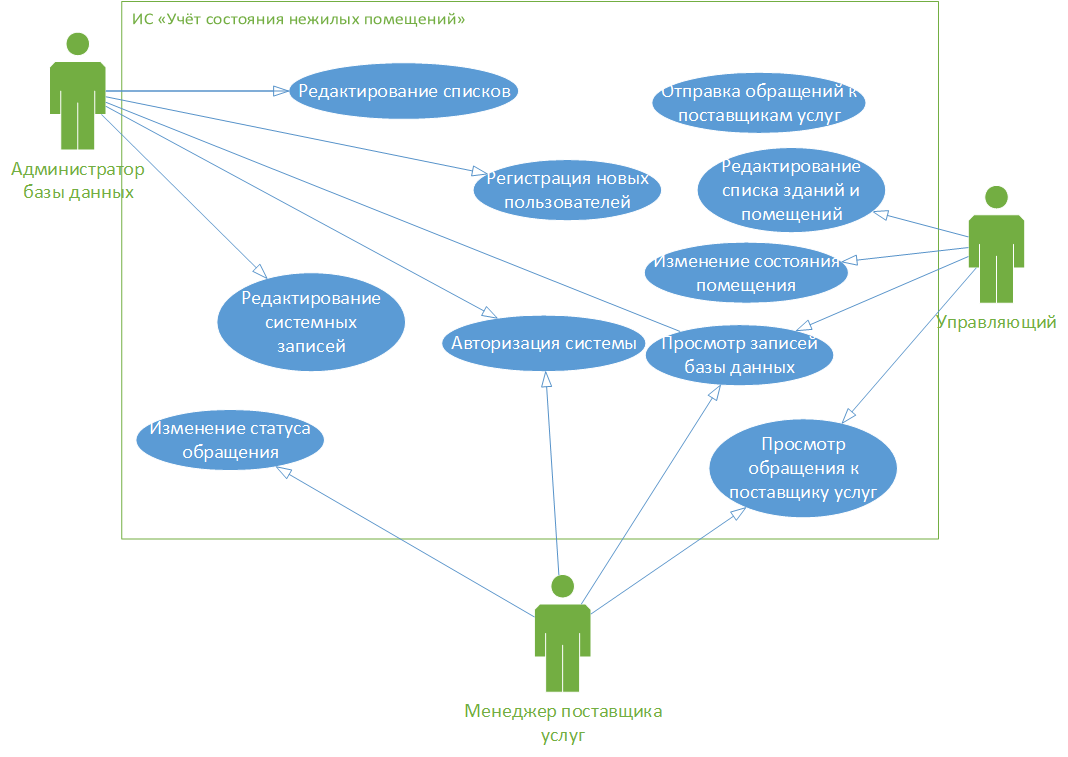 ИС «Учёт состояния нежилых помещений»
Администратор
базы данных
Редактирование списков
Отправка обращений к
поставщикам услуг
Регистрация новых
пользователей
Редактирование
списка зданий и
помещений
Изменение состояния
помещения
Управляющий
Редактирование
системных
записей
Авторизация системы
Просмотр записей
базы данных
Изменение статуса
обращения
Просмотр
обращения к
поставщику услуг
Менеджер поставщика
услуг